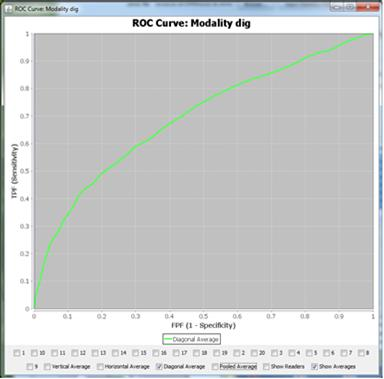 ROC Curve: Modality dig
ROC Curve: Modality dig
1
0.9
0.8
0.7
0.6
0.5
0.4
0.3
0.2
0.1
0
TPF (Sensitivity)
0 0.1 0.2 0.3 0.4 0.5 0.6 0.7 0.8 0.9 1
FPF (1 - Specificity)
Diagonal Average
1 10 11 12 13 14 15 16 17 18 2 20 3 4 5 6 7 8
9 Vertical Average Horizontal Average Diagonal Average Pooled Average Show Readers Show Averages